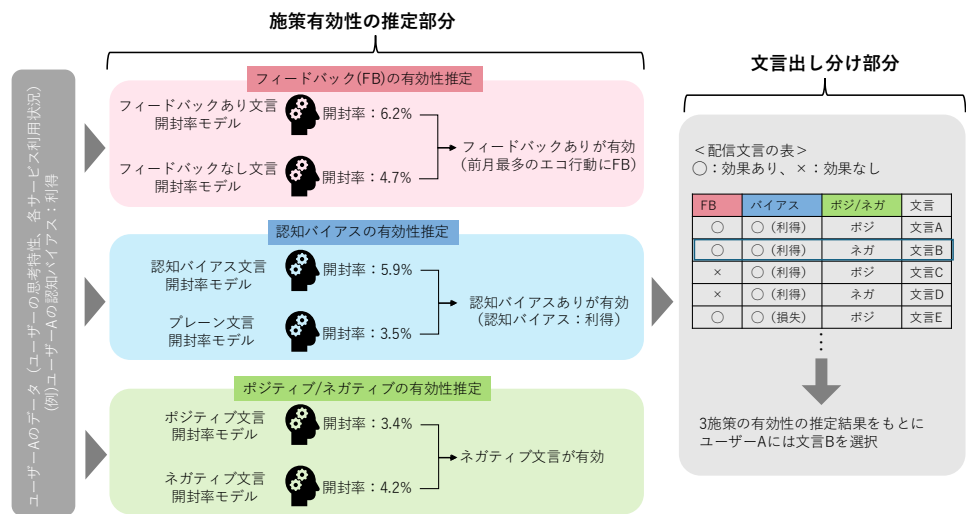 施策有効性の推定部分
文言出し分け部分
ユーザーAのデータ（ユーザーの思考特性、各サービス利用状況）
(例)ユーザーAの認知バイアス：利得
フィードバック(FB)の有効性推定
フィードバックあり文言
開封率モデル
開封率：6.2%
フィードバックなし文言
開封率モデル
開封率：4.7%
フィードバックありが有効
(前月最多のエコ行動にFB)
認知バイアスの有効性推定
認知バイアス文言
開封率モデル
開封率：5.9%
プレーン文言
開封率モデル
開封率：3.5%
認知バイアスありが有効
(認知バイアス：利得)
ポジティブ/ネガティブの有効性推定
ポジティブ文言
開封率モデル
開封率：3.4%
ネガティブ文言
開封率モデル
開封率：4.2%
ネガティブ文言が有効
＜配信文言の表＞
○：効果あり、×：効果なし
FB バイアス ポジ/ネガ 文言
○ ○（利得） ポジ 文言A
○ ○（利得） ネガ 文言B
× ○（利得） ポジ 文言C
× ○（利得） ネガ 文言D
○ ○（損失） ポジ 文言E
⋮
3施策の有効性の推定結果をもとに
ユーザーAには文言Bを選択